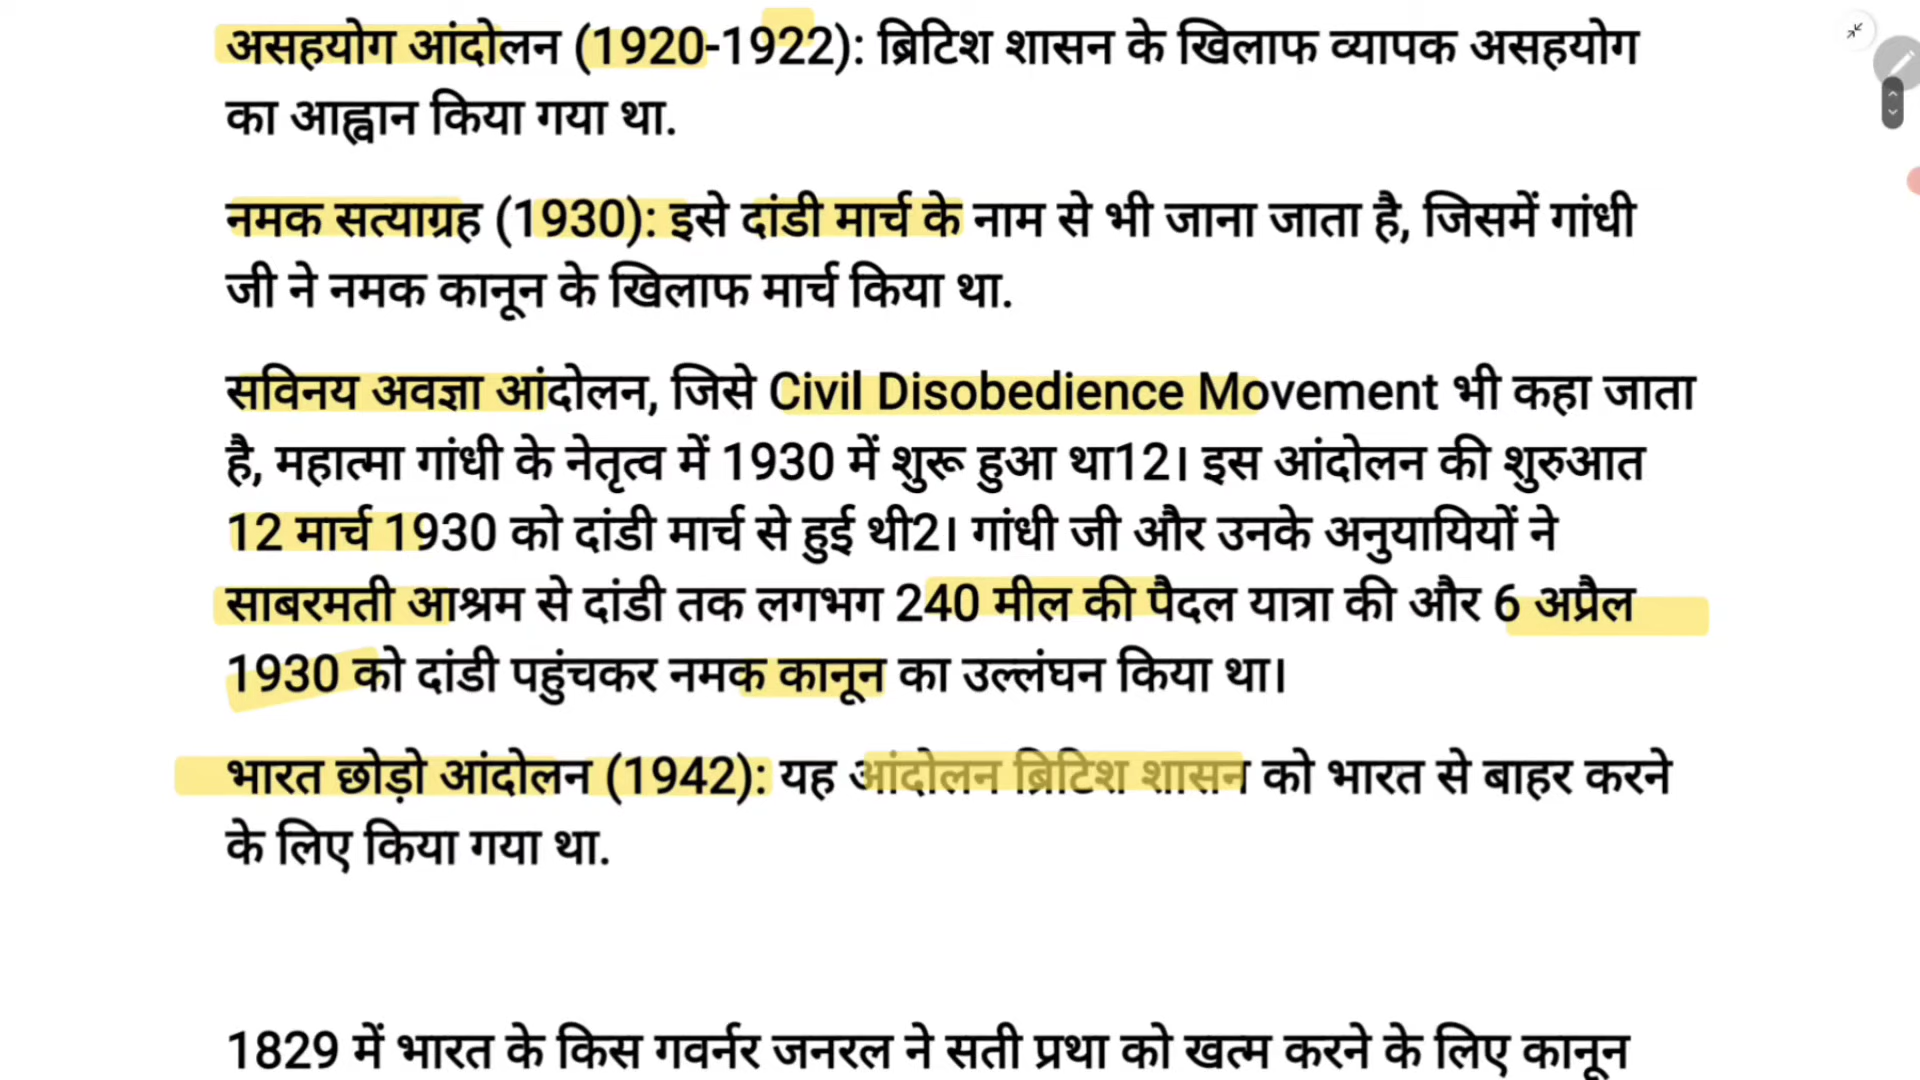 असहयोग आंदोलन (1920-1922): ब्रिटिश शासन के खिलाफ व्यापक असहयोग
का आह्वान किया गया था.
नमक सत्याग्रह (1930): इसे दांडी मार्च के नाम से भी जाना जाता है, जिसमें गांधी
जी ने नमक कानून के खिलाफ मार्च किया था.
सविनय अवज्ञा आंदोलन, जिसे Civil Disobedience Movement भी कहा जाता
है, महात्मा गांधी के नेतृत्व में 1930 में शुरू हुआ था12। इस आंदोलन की शुरुआत
12 मार्च 1930 को दांडी मार्च से हुई थी2। गांधी जी और उनके अनुयायियों ने
साबरमती आश्रम से दांडी तक लगभग 240 मील की पैदल यात्रा की और 6 अप्रैल
1930 को दांडी पहुंचकर नमक कानून का उल्लंघन किया था।
भारत छोड़ो आंदोलन (1942): यह आंदोलन ब्रिटिश शासन को भारत से बाहर करने
के लिए किया गया था.
1829 में भारत के किस गवर्नर जनरल ने सती प्रथा को खत्म करने के लिए कानून